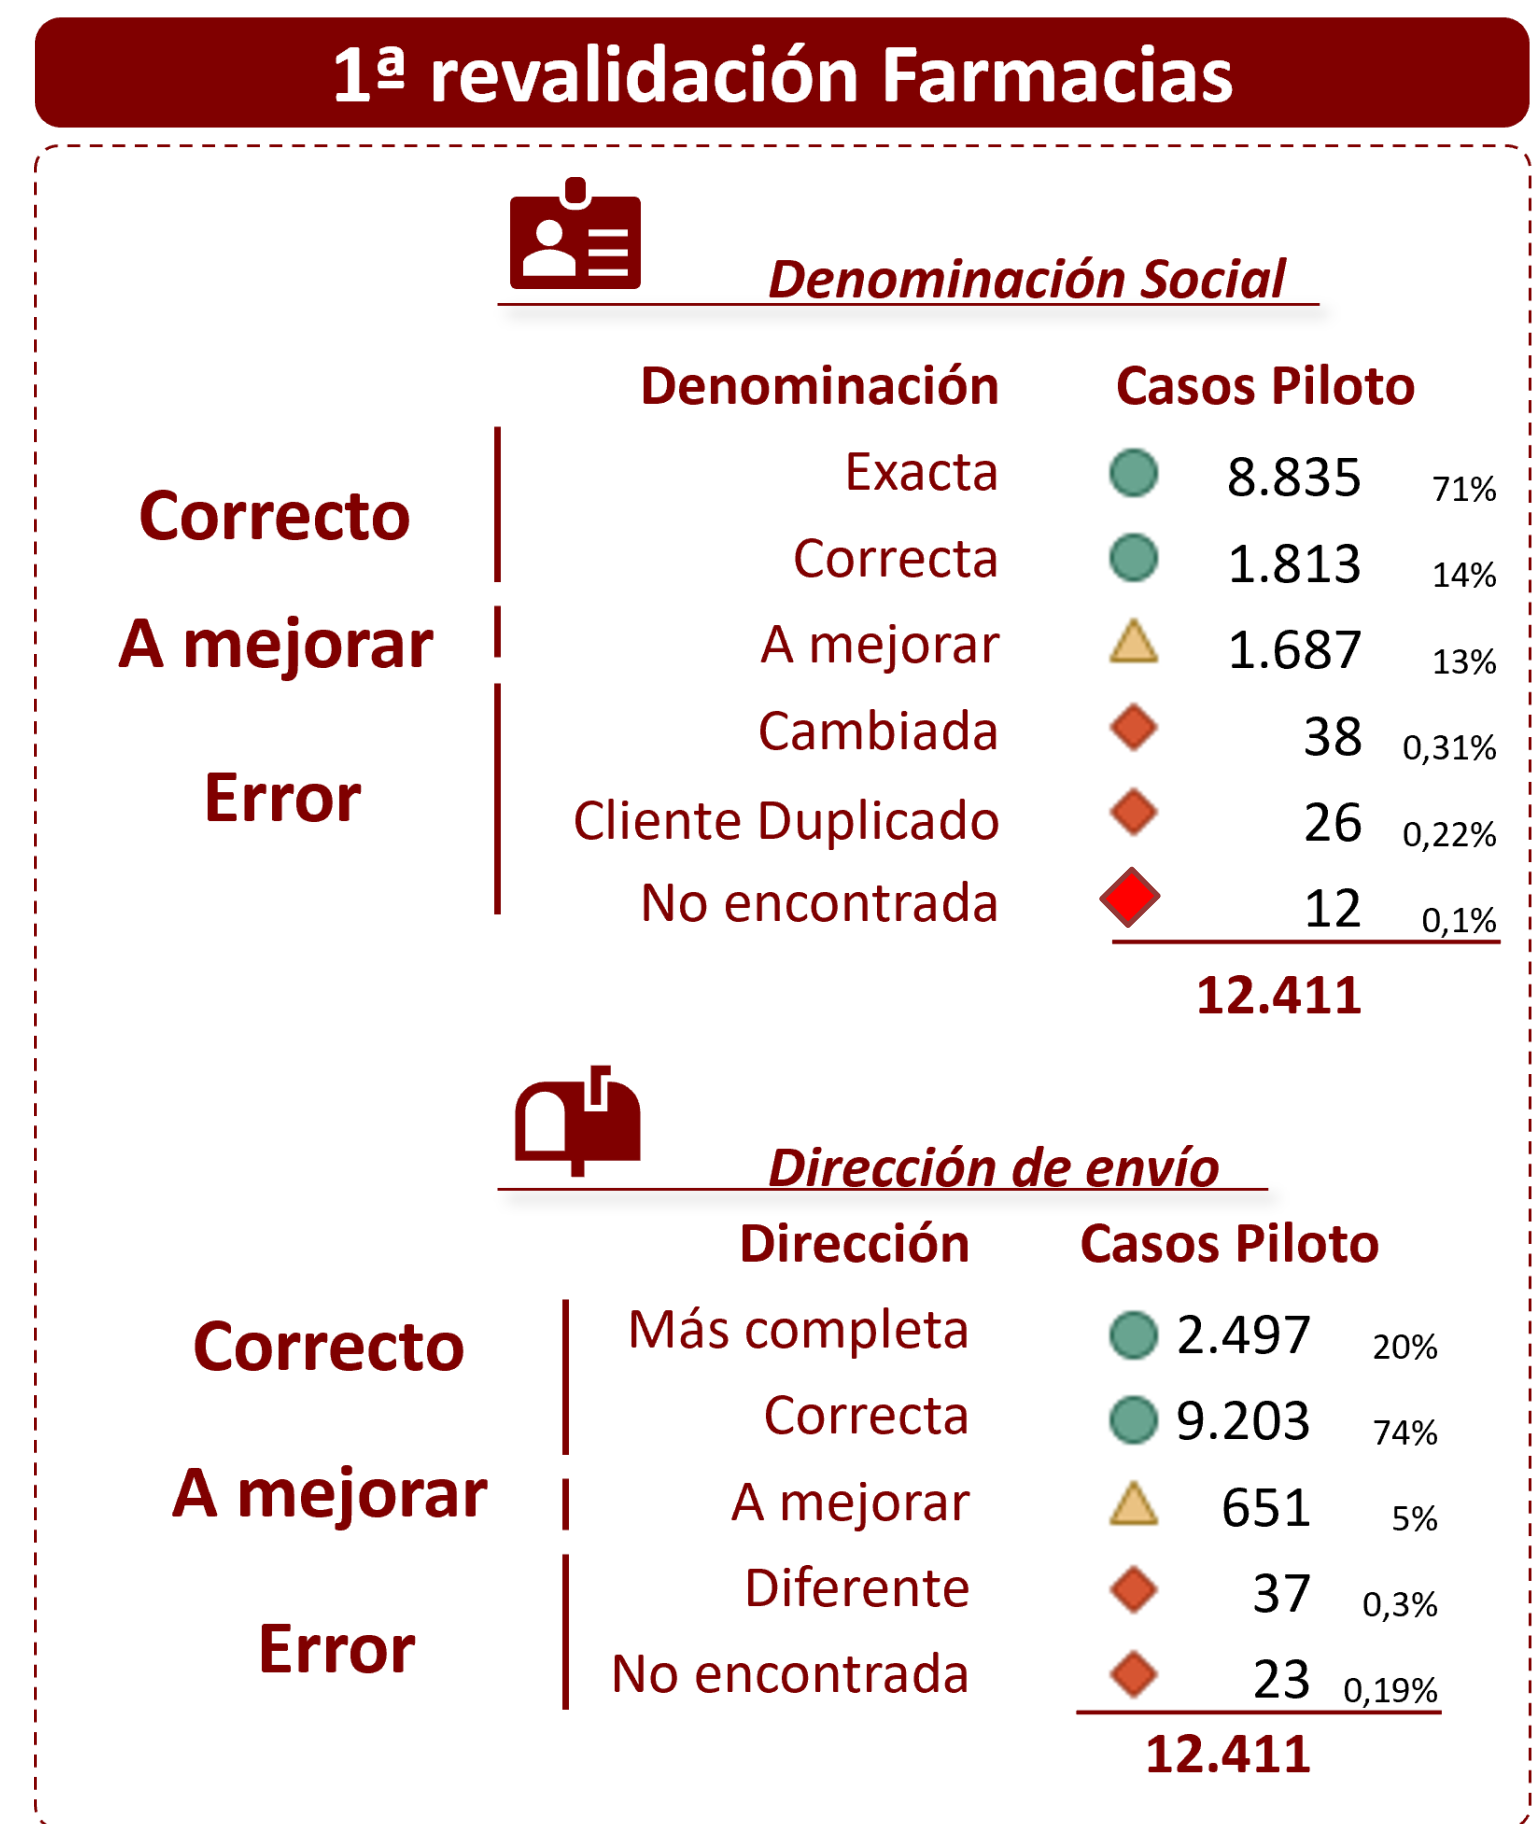 1ª revalidación Farmacias
Denominación Social
Denominación Casos Piloto
Correcto
Exacta 8.835 71%
Correcta 1.813 14%
A mejorar
A mejorar 1.687 13%
Error
Cambiada 38 0,31%
Cliente Duplicado 26 0,22%
No encontrada 12 0,1%
12.411
Dirección de envío
Dirección Casos Piloto
Correcto
Más completa 2.497 20%
Correcta 9.203 74%
A mejorar
A mejorar 651 5%
Error
Diferente 37 0,3%
No encontrada 23 0,19%
12.411